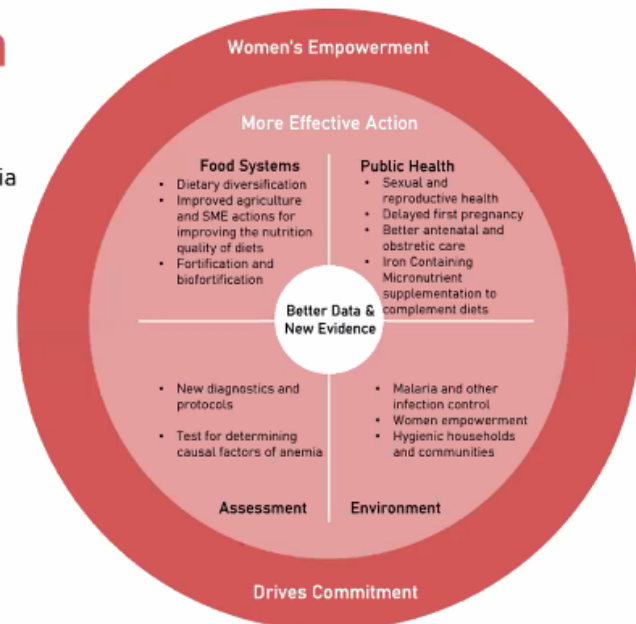 Women's Empowerment
More Effective Action
ia
Food Systems
• Dietary diversification
• Improved agriculture
and SME actions for
improving the nutrition
quality of diets
• Fortification and
biofortification
Public Health
• Sexual and
reproductive health
• Delayed first pregnancy
• Better antenatal and
obstetric care
• Iron Containing
Micronutrient
supplementation to
complement diets
Better Data &
New Evidence
• New diagnostics and
protocols
• Test for determining
causal factors of anemia
Assessment
• Malaria and other
infection control
• Women empowerment
• Hygienic households
and communities
Environment
Drives Commitment